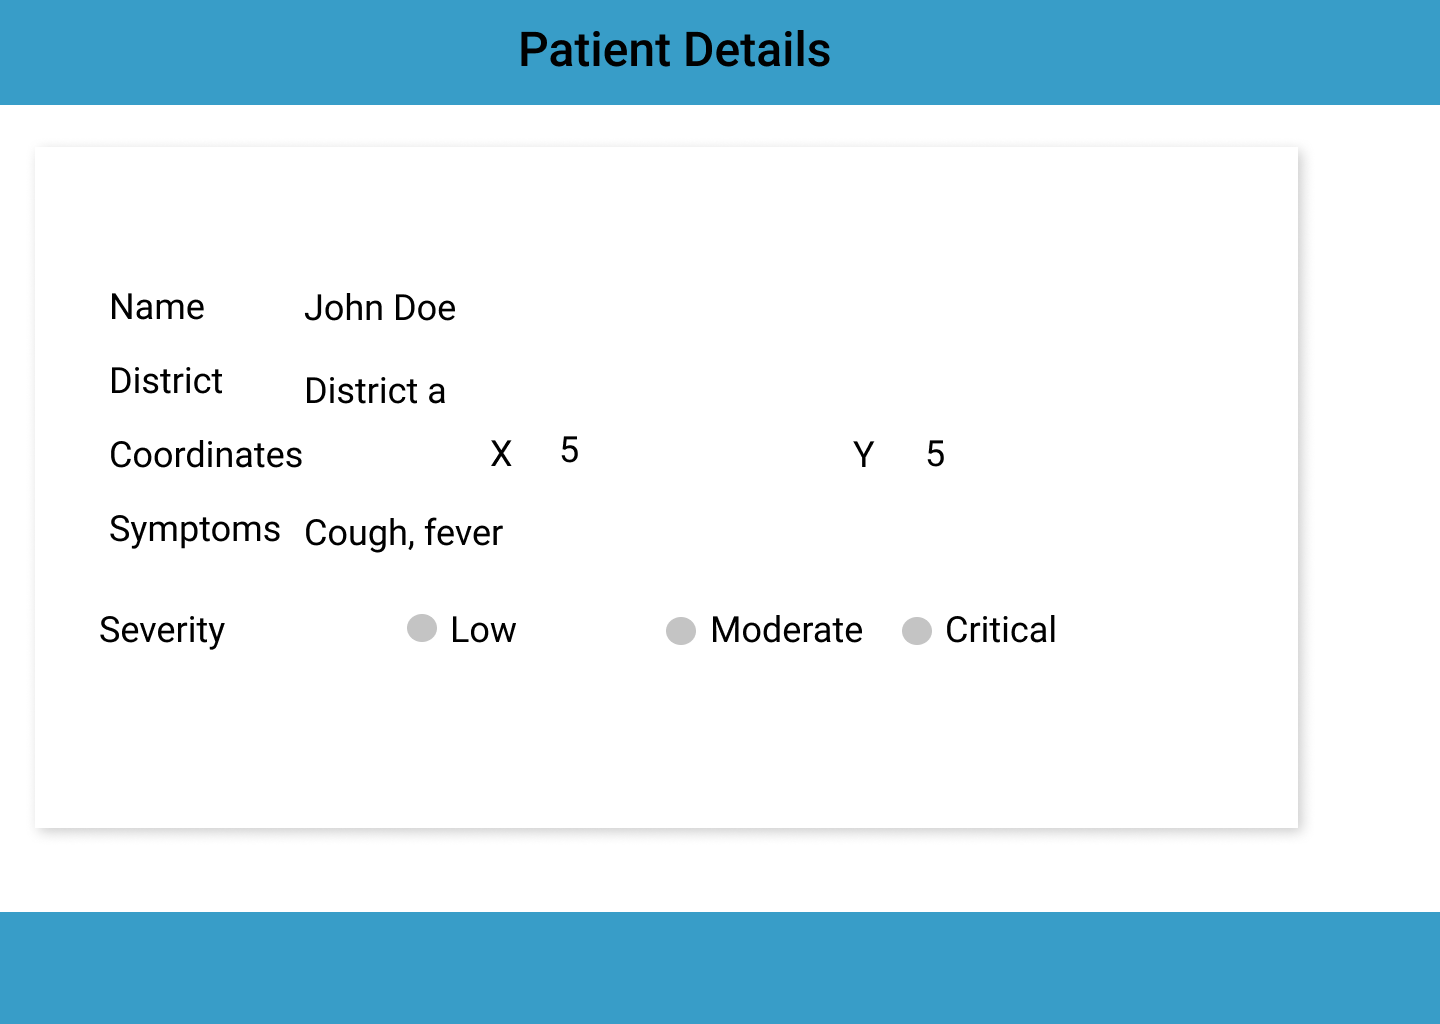 Patient Details
Name John Doe
District District a
Coordinates X 5 Y 5
Symptoms Cough, fever
Severity Low Moderate Critical